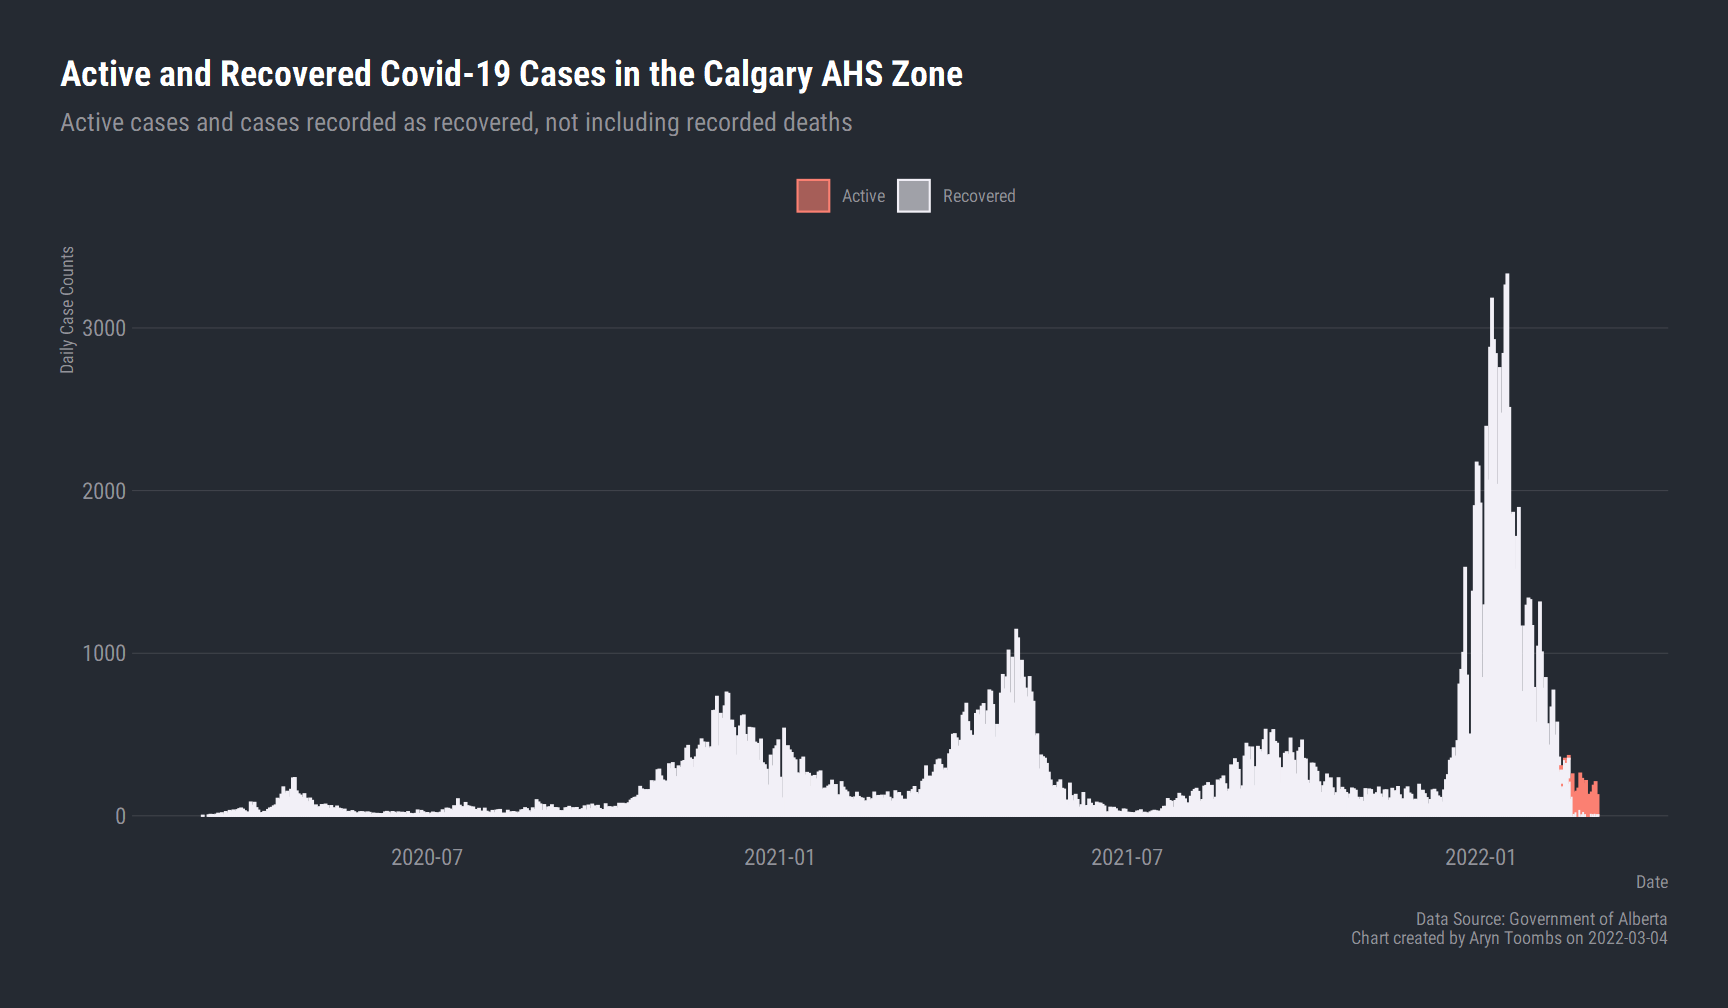 Active and Recovered Covid-19 Cases in the Calgary AHS Zone
Active cases and cases recorded as recovered, not including recorded deaths
Active
Recovered
Daily Case Counts
3000
2000
1000
0
2020-07
2021-01
2021-07
2022-01
Date
Data Source: Government of Alberta
Chart created by Aryn Toombs on 2022-03-04